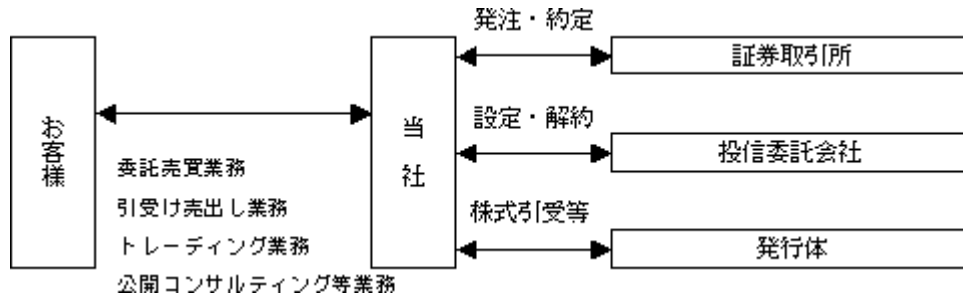 お客様
委託売買業務
引受け売出し業務
トレーディング業務
公開コンサルティング等業務
当社
発注・約定
証券取引所
設定・解約
投信委託会社
株式引受等
発行体